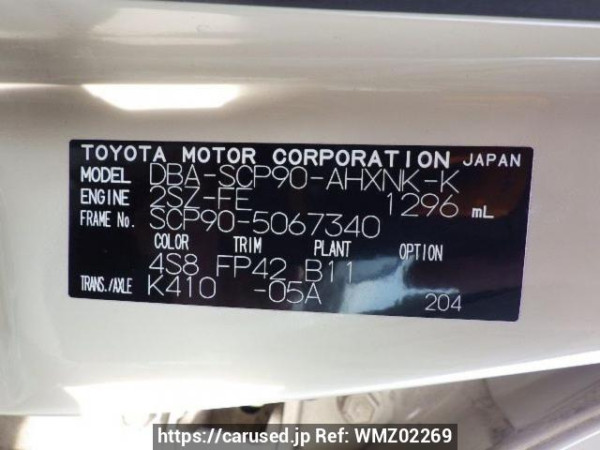 TOYOTA MOTOR CORPORATION JAPAN
MODEL DBA-SCP90-AHXNK-K
ENGINE 2SZ-FE 1296 mL
FRAME No. SCP90-5067340
COLOR TRIM PLANT OPTION
4S8 FP42 B11
TRANS./AXLE K410 -05A 204
https://carused.jp Ref: WMZ02269